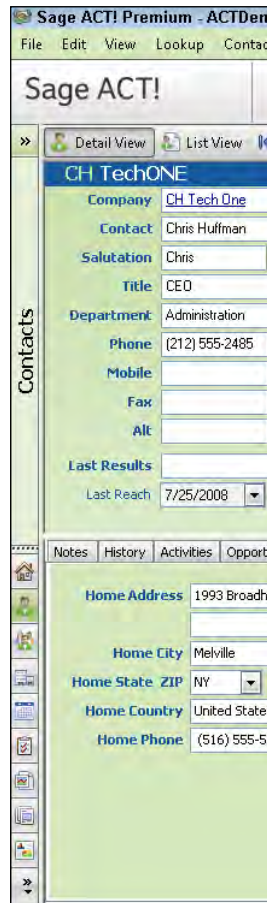 Sage ACT! Premium - ACTDen
File Edit View Lookup Contac
Sage ACT!
» Detail View List View
CH TechONE
Company CH Tech One
Contact Chris Huffman
Salutation Chris
Title CEO
Department Administration
Phone (212) 555-2485
Mobile
Fax
Alt
Last Results
Last Reach 7/25/2008
Contacts
Notes History Activities Opport
Home Address 1993 Broadh
Home City Melville
Home State ZIP NY
Home Country United State
Home Phone (516) 555-5
»